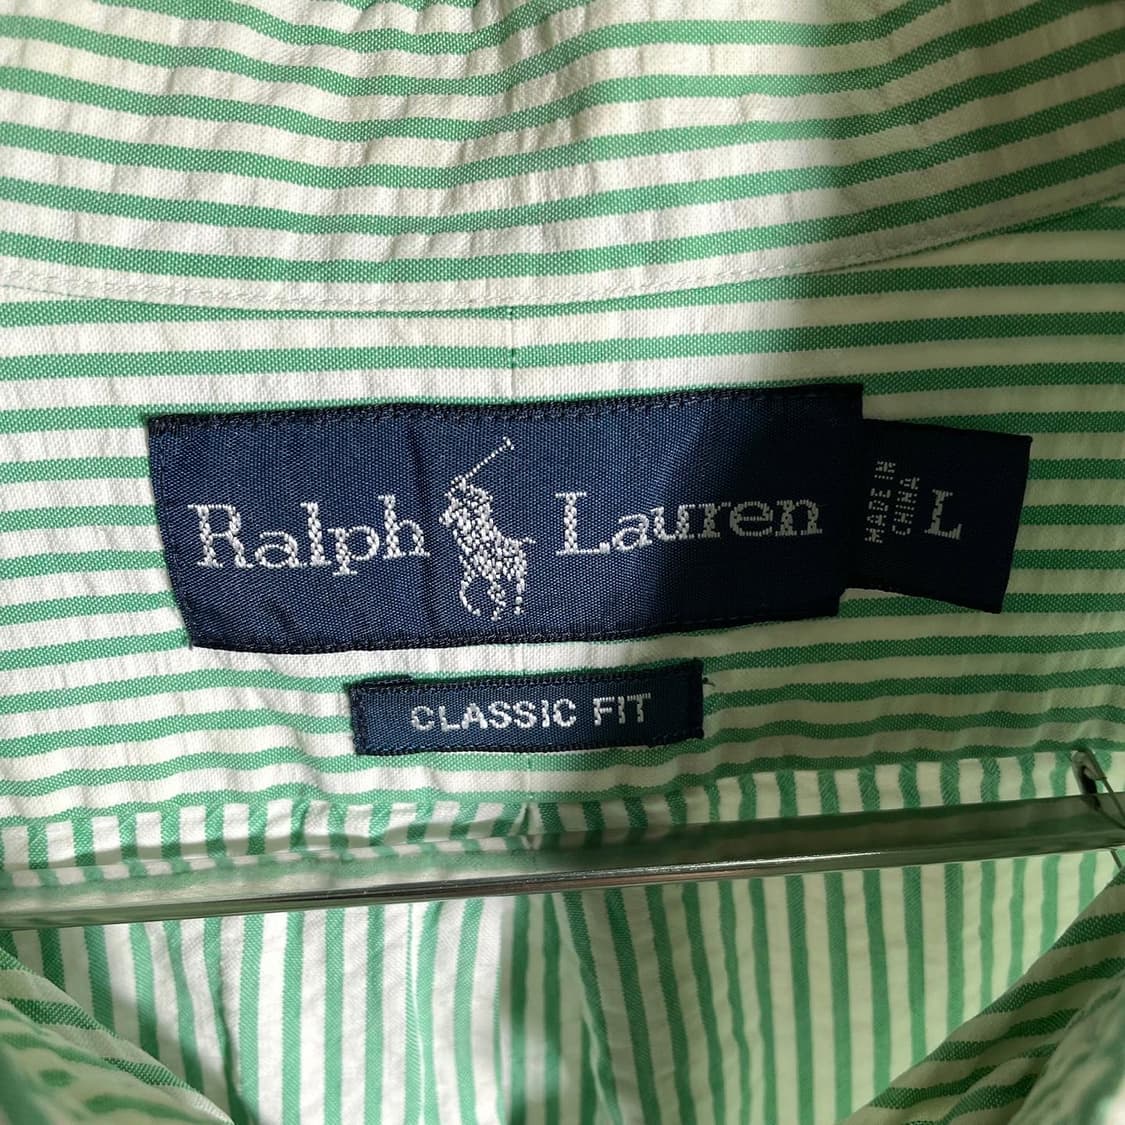 Ralph Lauren
MADE IN
CHINA
L
CLASSIC FIT